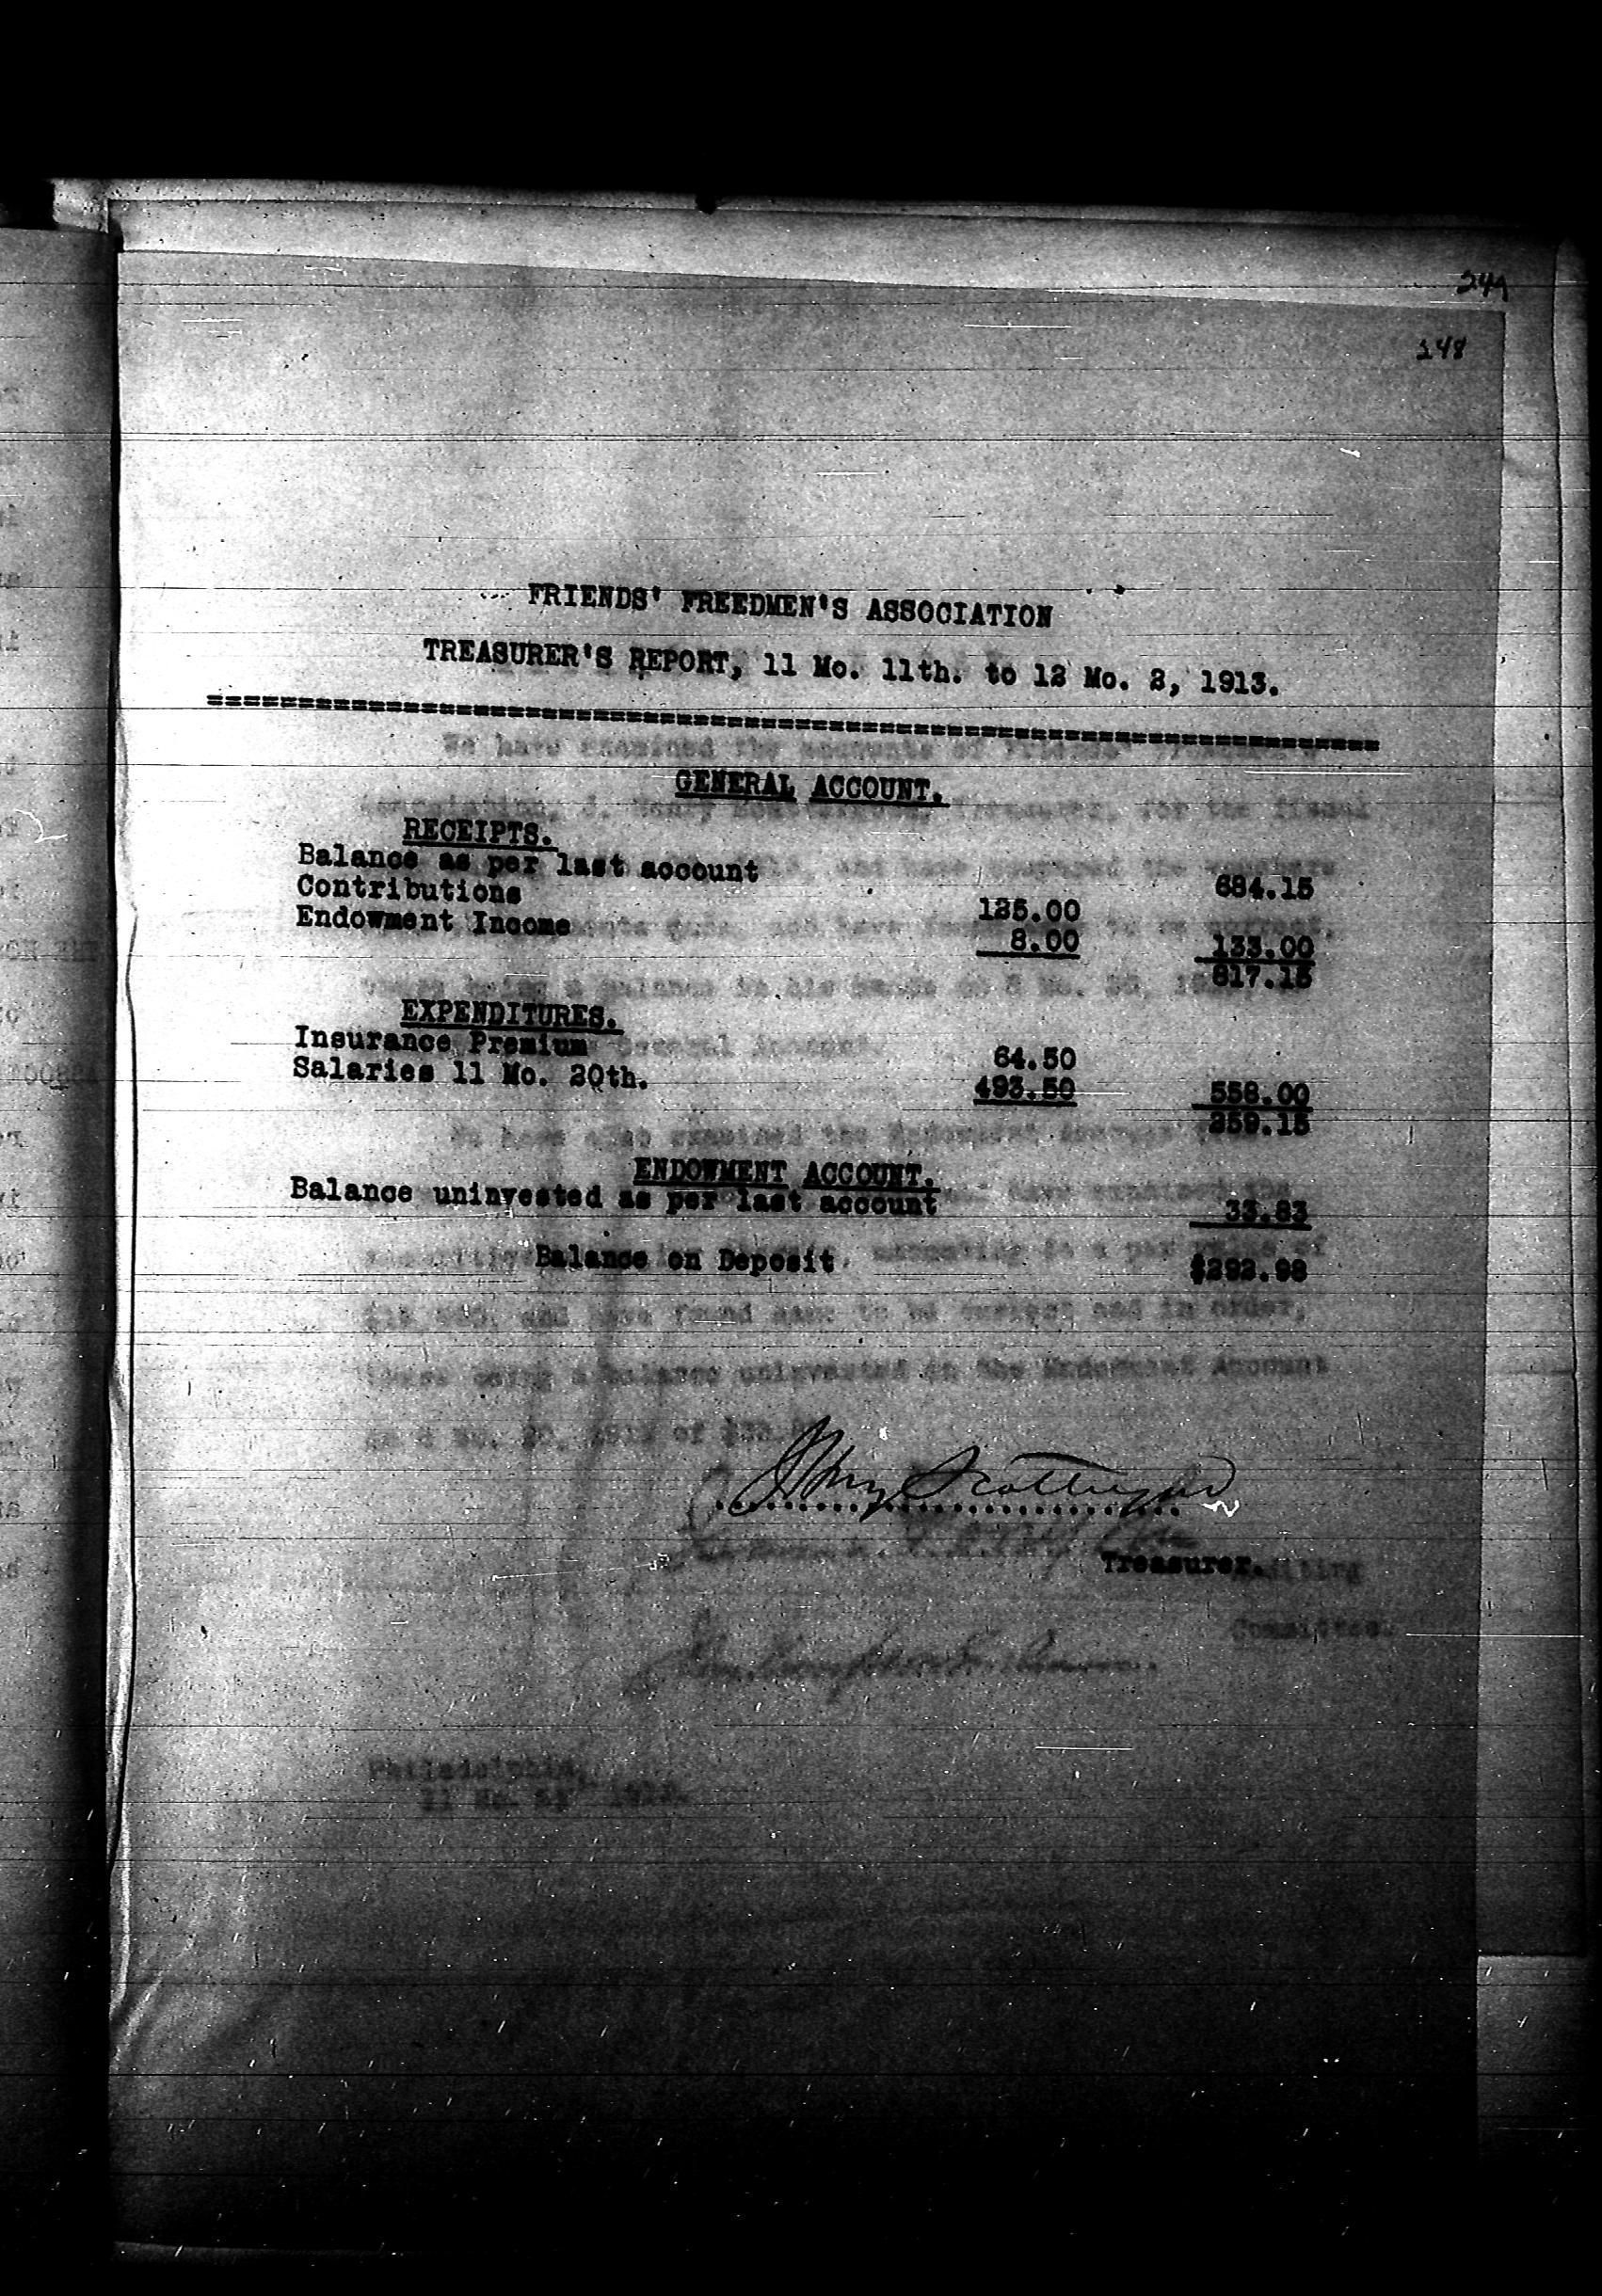 248
FRIENDS' FREEDMEN'S ASSOCIATION
TREASURER'S REPORT, 11 Mo. 11th. to 12 Mo. 2, 1913.
GENERAL ACCOUNT.
RECEIPTS.
Balance as per last account 684.15
Contributions 125.00
Endowment Income 8.00 133.00
817.15
EXPENDITURES.
Insurance Premium 64.50
Salaries 11 Mo. 20th. 493.50 558.00
259.15
ENDOWMENT ACCOUNT.
Balance uninvested as per last account 33.83
Balance on Deposit $292.98
J Henry Scattergood
Treasurer.